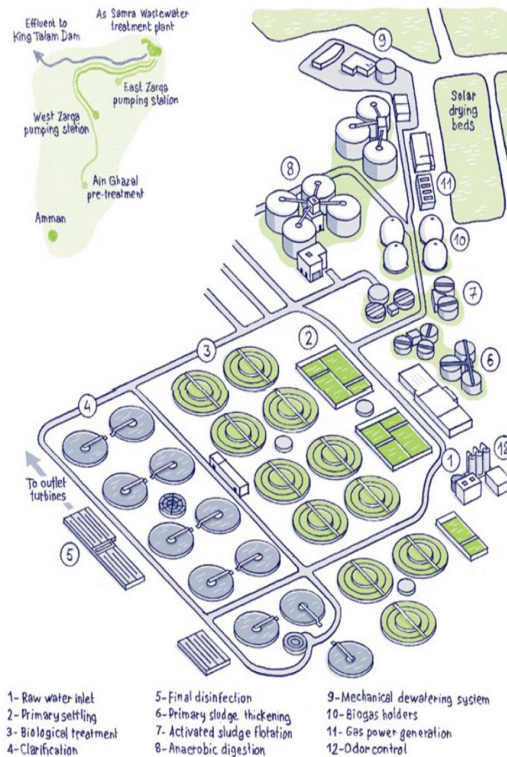 As Samra Wastewater
treatment plant
Effluent to
King Talam Dam
East Zarqa
pumping station
West Zarqa
pumping station
Ain Ghazal
pre-treatment
Amman
9
Solar
drying
beds
8
11
10
7
3
2
6
4
1
12
To outlet
turbines
5
1- Raw water inlet
2- Primary settling
3- Biological treatment
4- Clarification
5- Final disinfection
6- Primary sludge thickening
7- Activated sludge flotation
8- Anaerobic digestion
9- Mechanical dewatering system
10- Biogas holders
11- Gas power generation
12- Odor control